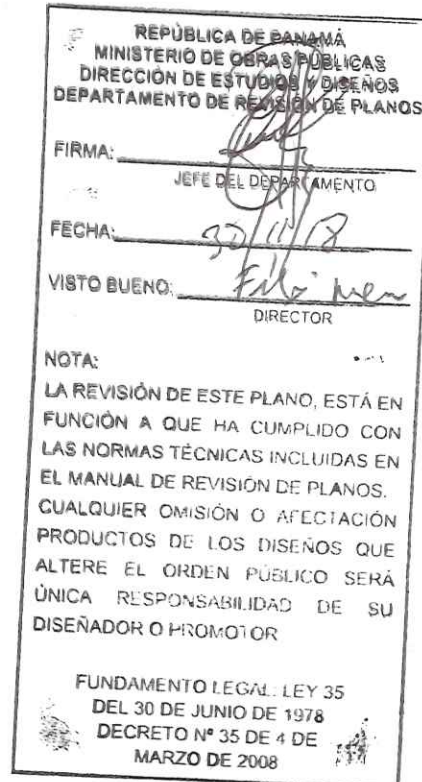 REPÚBLICA DE PANAMÁ
MINISTERIO DE OBRAS PÚBLICAS
DIRECCIÓN DE ESTUDIOS Y DISEÑOS
DEPARTAMENTO DE REVISIÓN DE PLANOS
FIRMA:
JEFE DEL DEPARTAMENTO
FECHA: 30/11/18
VISTO BUENO:
DIRECTOR
NOTA:
LA REVISIÓN DE ESTE PLANO, ESTÁ EN
FUNCIÓN A QUE HA CUMPLIDO CON
LAS NORMAS TÉCNICAS INCLUIDAS EN
EL MANUAL DE REVISIÓN DE PLANOS.
CUALQUIER OMISIÓN O AFECTACIÓN
PRODUCTOS DE LOS DISEÑOS QUE
ALTERE EL ORDEN PÚBLICO SERÁ
ÚNICA RESPONSABILIDAD DE SU
DISEÑADOR O PROMOTOR
FUNDAMENTO LEGAL: LEY 35
DEL 30 DE JUNIO DE 1978
DECRETO Nº 35 DE 4 DE
MARZO DE 2008